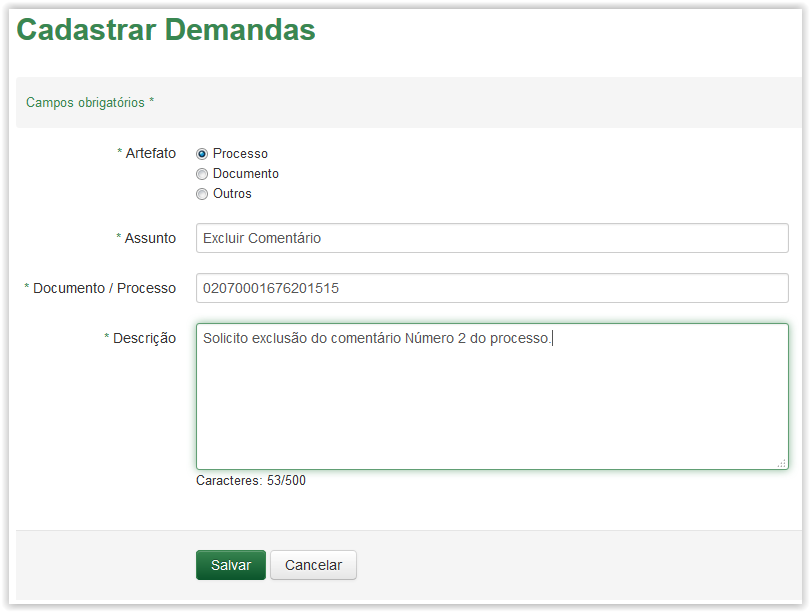 Cadastrar Demandas
Campos obrigatórios *
* Artefato
Processo
Documento
Outros
* Assunto
Excluir Comentário
* Documento / Processo
02070001676201515
* Descrição
Solicito exclusão do comentário Número 2 do processo.
Caracteres: 53/500
Salvar
Cancelar